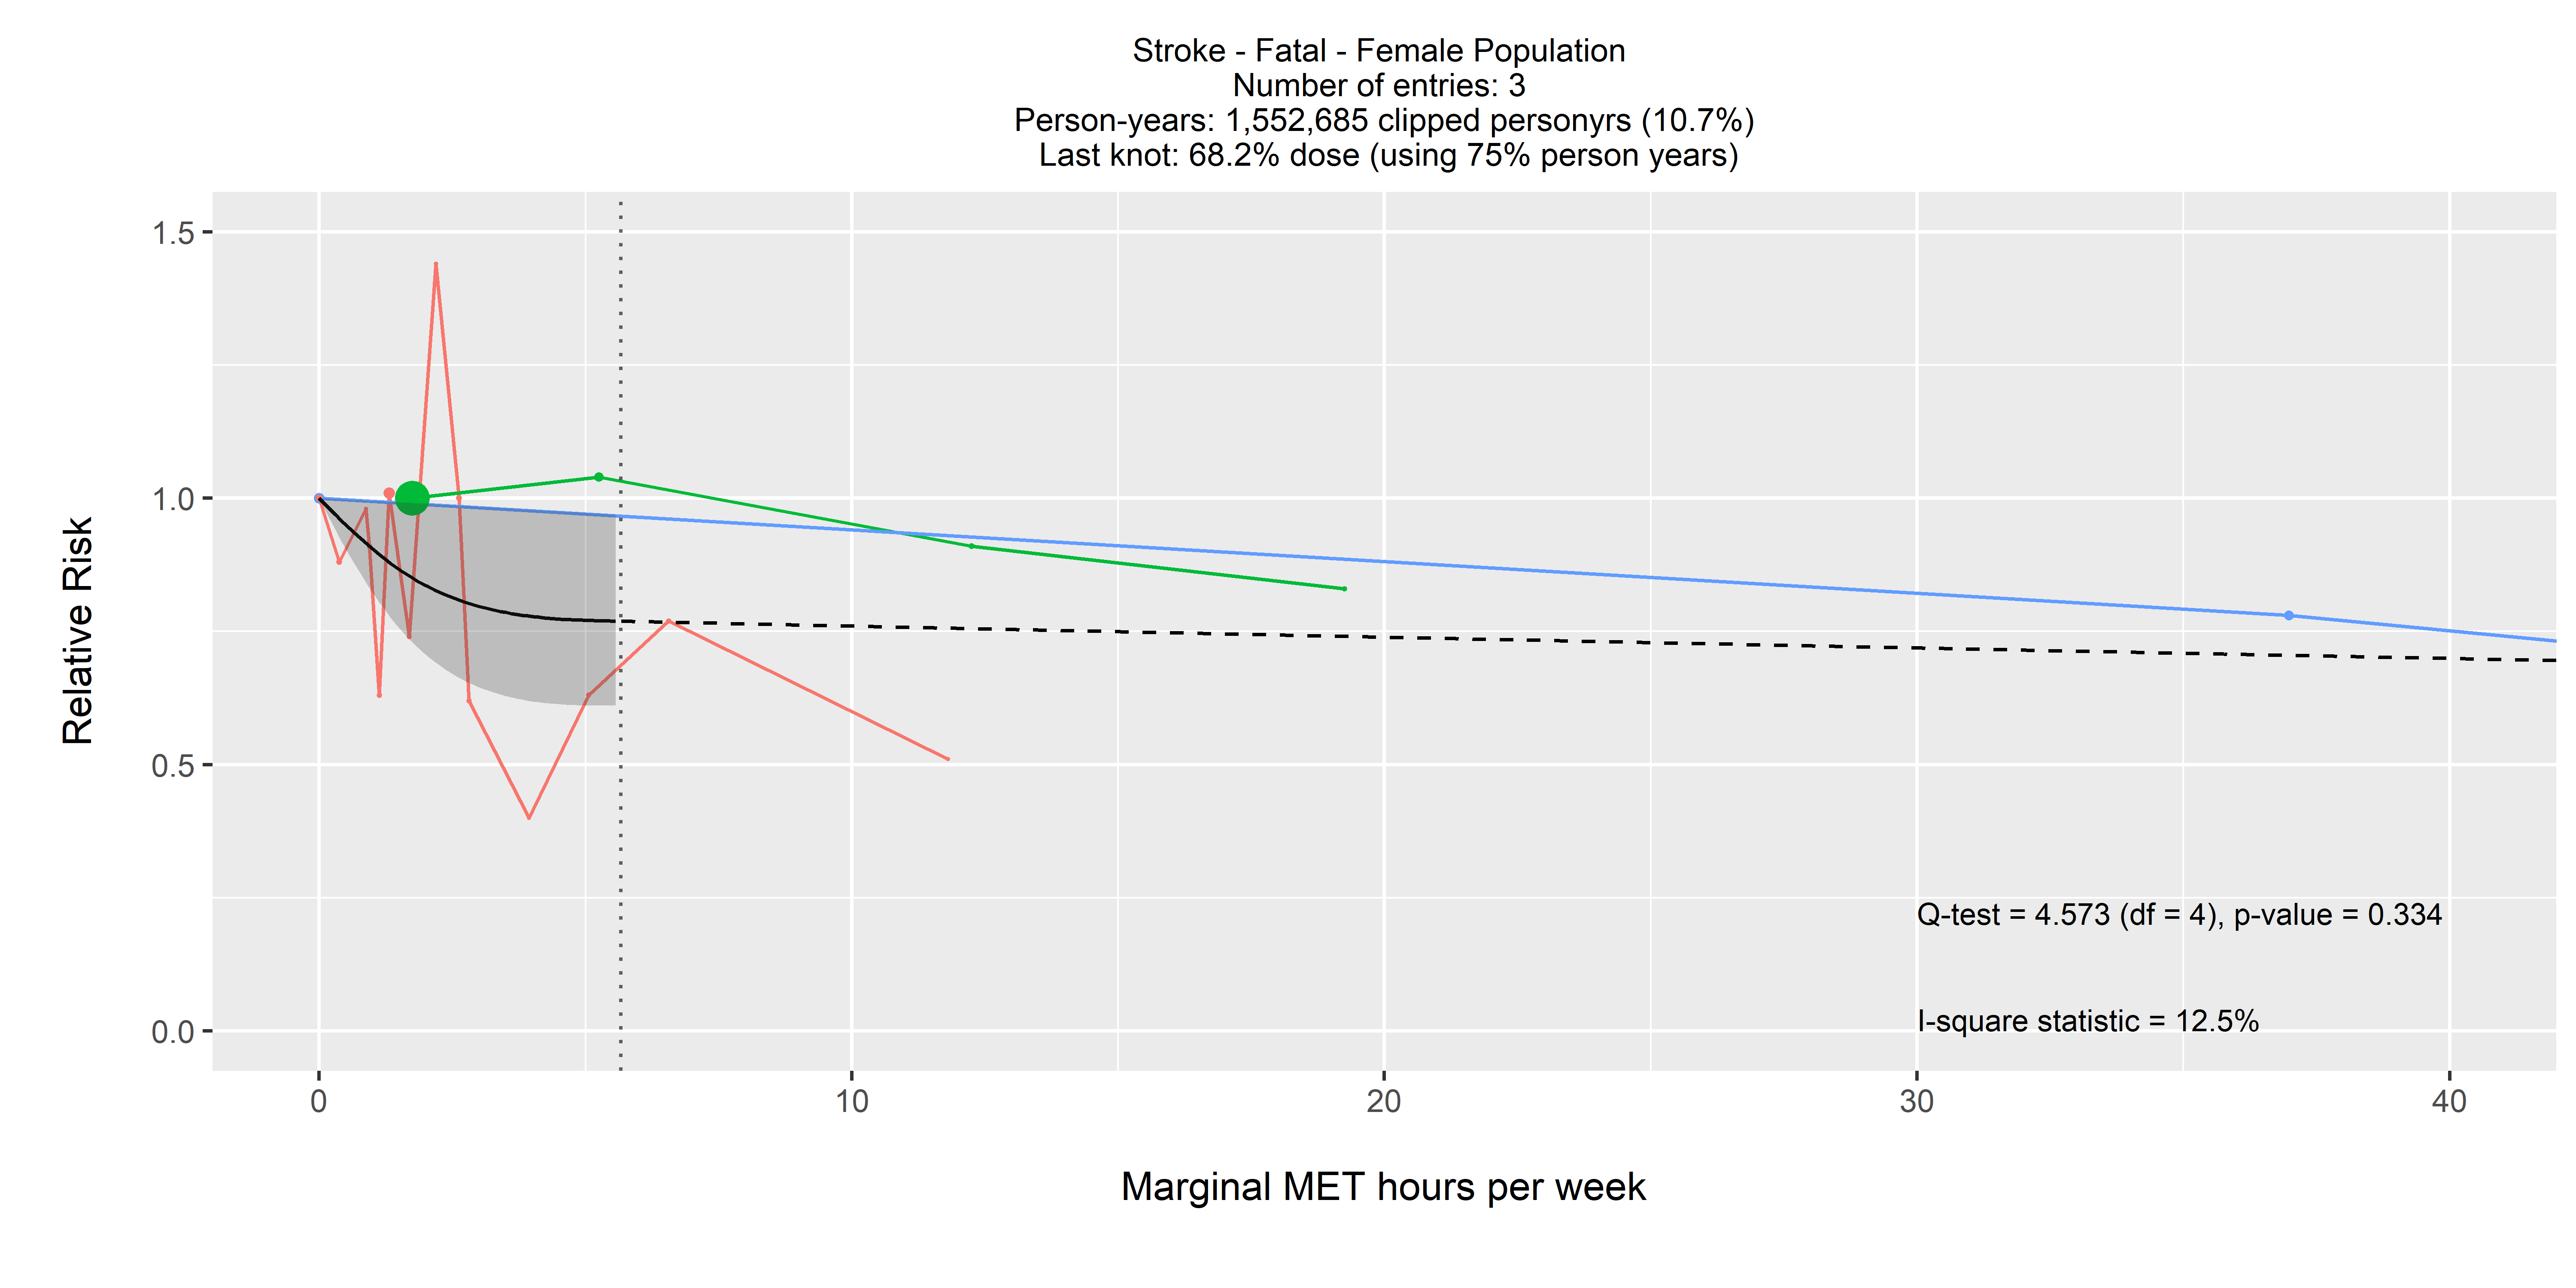 Stroke - Fatal - Female Population
Number of entries: 3
Person-years: 1,552,685 clipped personyrs (10.7%)
Last knot: 68.2% dose (using 75% person years)
1.5
1.0
0.5
0.0
Relative Risk
Q-test = 4.573 (df = 4), p-value = 0.334
I-square statistic = 12.5%
0 10 20 30 40
Marginal MET hours per week